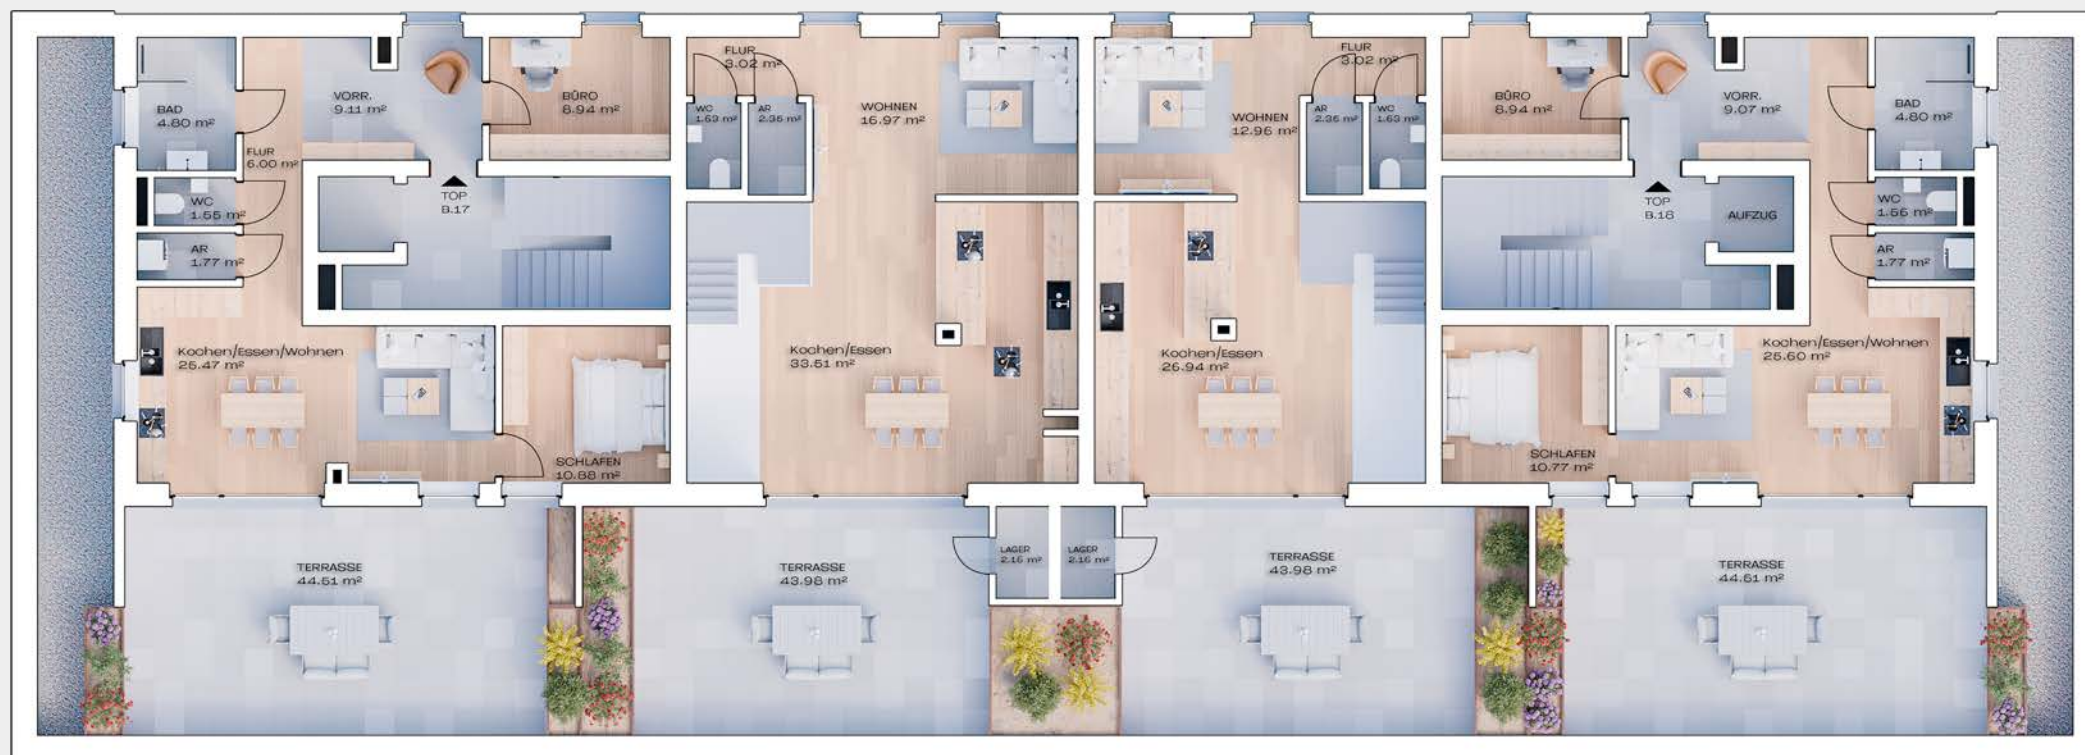 BAD
4.80 m²
VORR.
9.11 m²
BÜRO
8.94 m²
FLUR
6.00 m²
WC
1.55 m²
AR
1.77 m²
TOP
B.17
Kochen/Essen/Wohnen
25.47 m²
SCHLAFEN
10.88 m²
TERRASSE
44.51 m²
FLUR
3.02 m²
WC
1.63 m²
AR
2.36 m²
WOHNEN
16.97 m²
Kochen/Essen
33.51 m²
TERRASSE
43.98 m²
LAGER
2.16 m²
LAGER
2.16 m²
WOHNEN
12.96 m²
FLUR
3.02 m²
AR
2.36 m²
WC
1.63 m²
Kochen/Essen
26.94 m²
TERRASSE
43.98 m²
BÜRO
8.94 m²
VORR.
9.07 m²
BAD
4.80 m²
TOP
B.18
AUFZUG
WC
1.56 m²
AR
1.77 m²
Kochen/Essen/Wohnen
25.60 m²
SCHLAFEN
10.77 m²
TERRASSE
44.51 m²